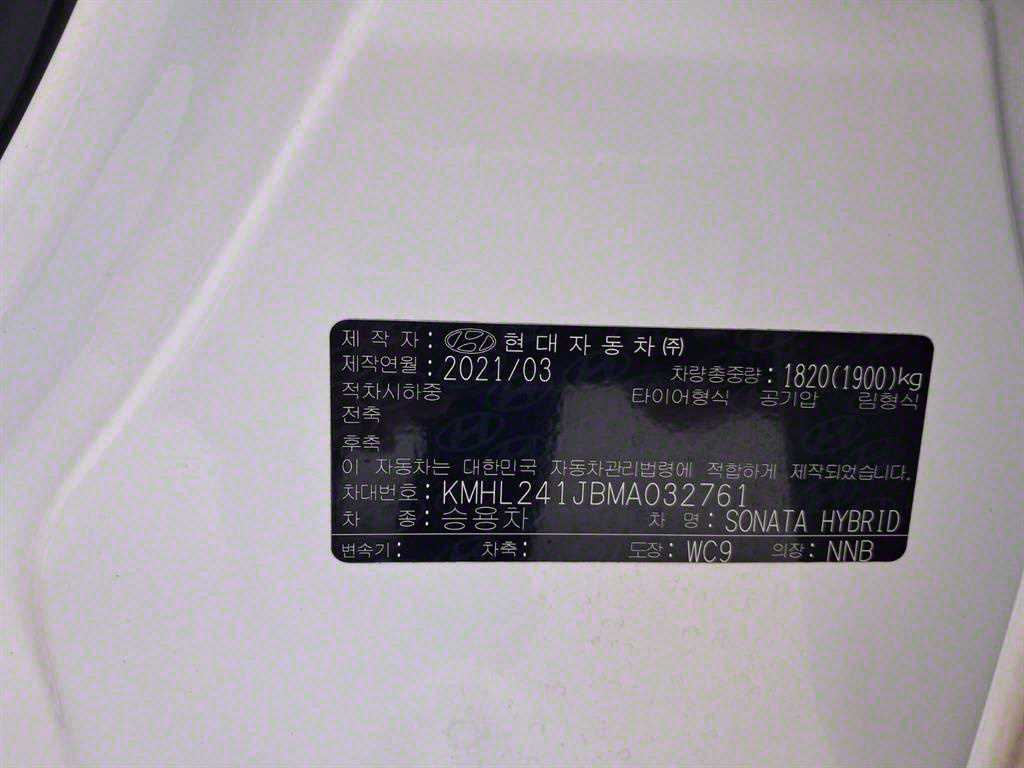 제 작 자 : 현대자동차㈜
제작연월 : 2021/03 차량총중량 : 1820(1900)kg
적차시하중 타이어형식 공기압 림형식
전축
후축
이 자동차는 대한민국 자동차관리법령에 적합하게 제작되었습니다.
차대번호 : KMHL241JBMA032761
차 종 : 승용차 차 명 : SONATA HYBRID
변속기 : 차축 : 도장 : WC9 의장 : NNB